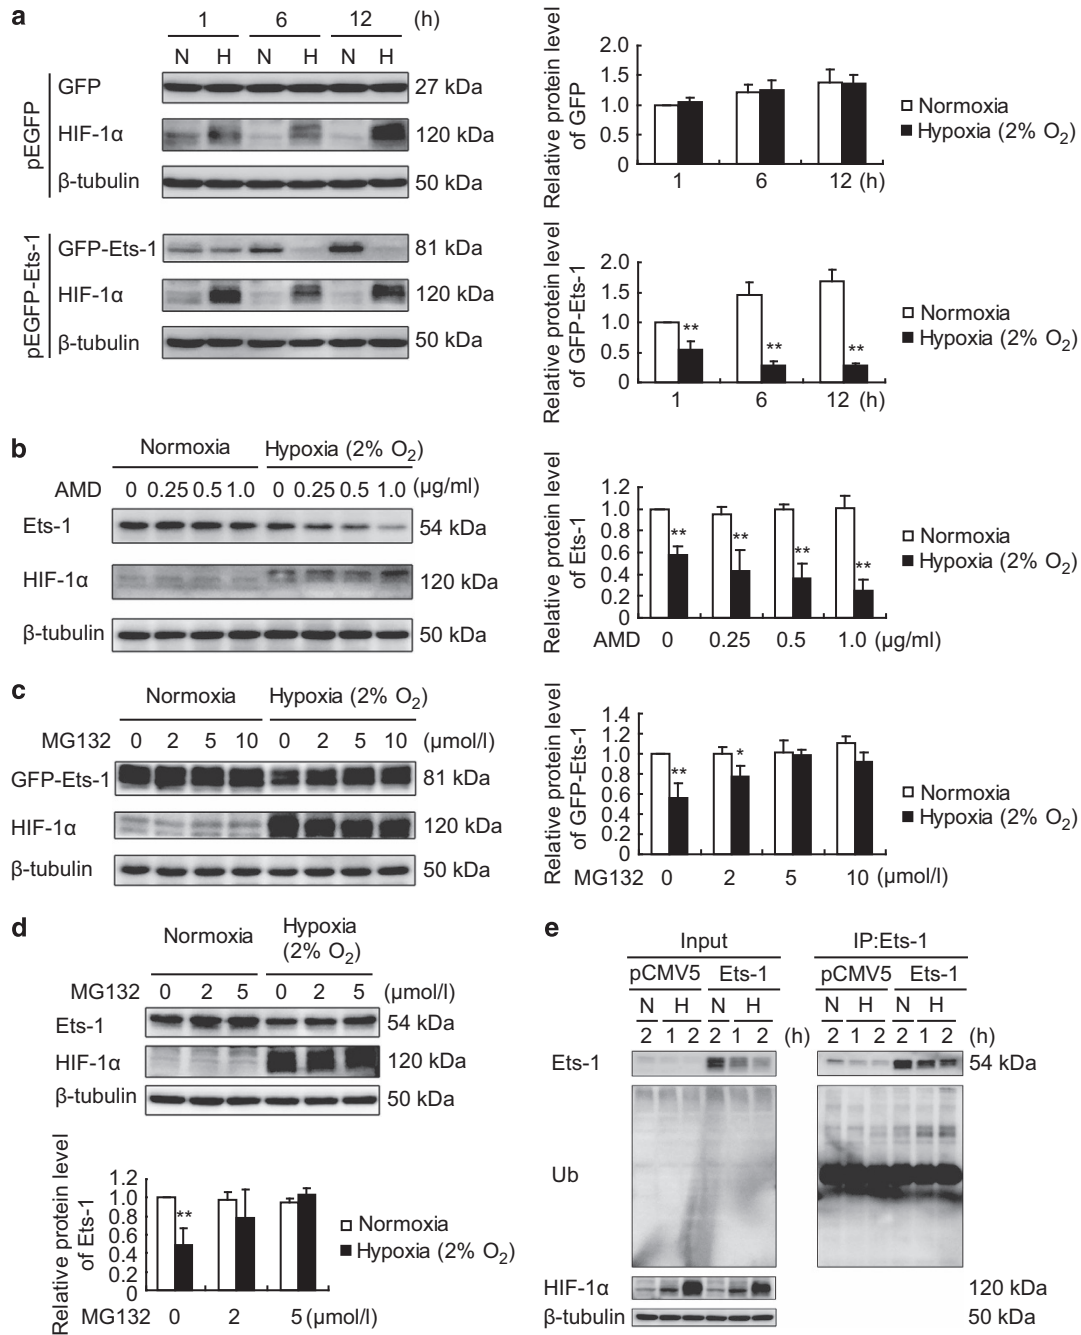 a
1 6 12 (h)
N H N H N H
pEGFP
GFP 27 kDa
HIF-1α 120 kDa
β-tubulin 50 kDa
pEGFP-Ets-1
GFP-Ets-1 81 kDa
HIF-1α 120 kDa
β-tubulin 50 kDa
Relative protein level
of GFP
2.0
1.5
1.0
0.5
0
1 6 12 (h)
Normoxia
Hypoxia (2% O2)
Relative protein level
of GFP-Ets-1
2.0
1.5
1.0
0.5
0
** ** **
1 6 12 (h)
Normoxia
Hypoxia (2% O2)
b
Normoxia Hypoxia (2% O2)
AMD 0 0.25 0.5 1.0 0 0.25 0.5 1.0 (µg/ml)
Ets-1 54 kDa
HIF-1α 120 kDa
β-tubulin 50 kDa
Relative protein level
of Ets-1
1.2
1.0
0.8
0.6
0.4
0.2
0
** ** ** **
AMD 0 0.25 0.5 1.0 (µg/ml)
Normoxia
Hypoxia (2% O2)
c
Normoxia Hypoxia (2% O2)
MG132 0 2 5 10 0 2 5 10 (µmol/l)
GFP-Ets-1 81 kDa
HIF-1α 120 kDa
β-tubulin 50 kDa
Relative protein level
of GFP-Ets-1
1.4
1.2
1.0
0.8
0.6
0.4
0.2
0
** *
MG132 0 2 5 10 (µmol/l)
Normoxia
Hypoxia (2% O2)
d
Normoxia Hypoxia
(2% O2)
MG132 0 2 5 0 2 5 (µmol/l)
Ets-1 54 kDa
HIF-1α 120 kDa
β-tubulin 50 kDa
Relative protein level
of Ets-1
1.2
1.0
0.8
0.6
0.4
0.2
0
**
MG132 0 2 5 (µmol/l)
Normoxia
Hypoxia (2% O2)
e
Input IP:Ets-1
pCMV5 Ets-1 pCMV5 Ets-1
N H N H N H N H
2 1 2 2 1 2 (h) 2 1 2 2 1 2 (h)
Ets-1 54 kDa
Ub
HIF-1α 120 kDa
β-tubulin 50 kDa